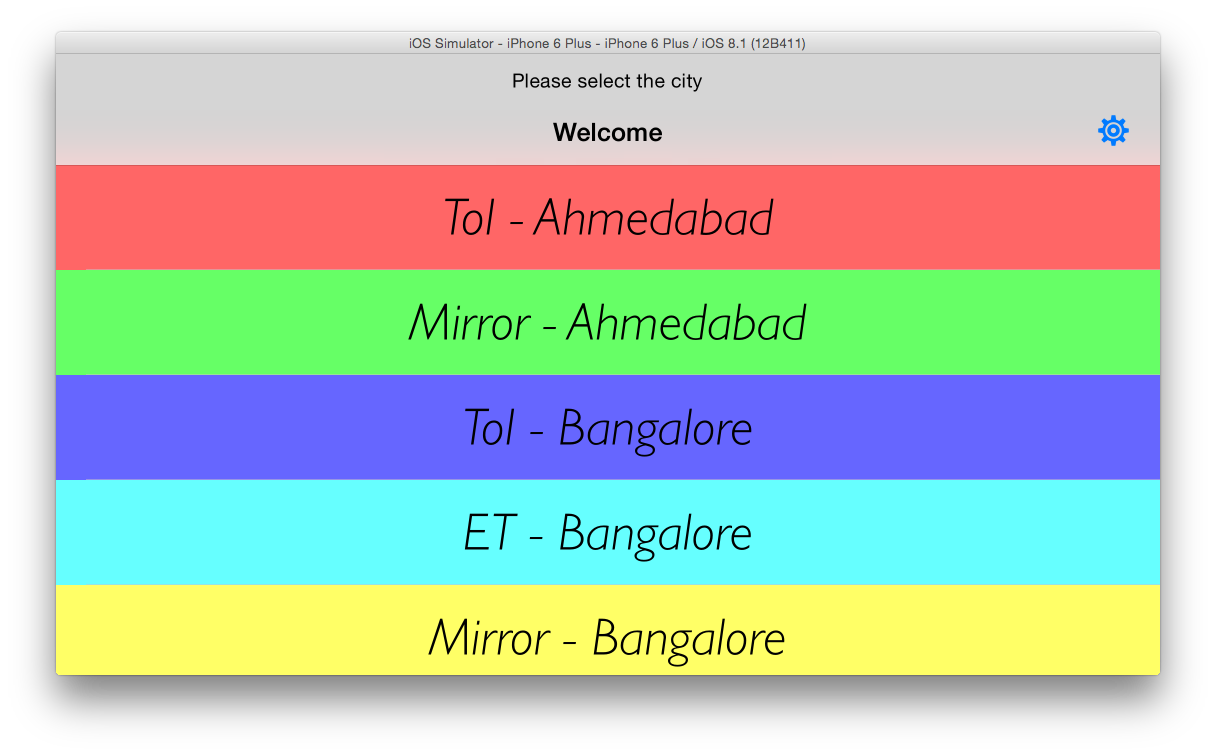 iOS Simulator - iPhone 6 Plus - iPhone 6 Plus / iOS 8.1 (12B411)
Please select the city
Welcome
ToI - Ahmedabad
Mirror - Ahmedabad
ToI - Bangalore
ET - Bangalore
Mirror - Bangalore